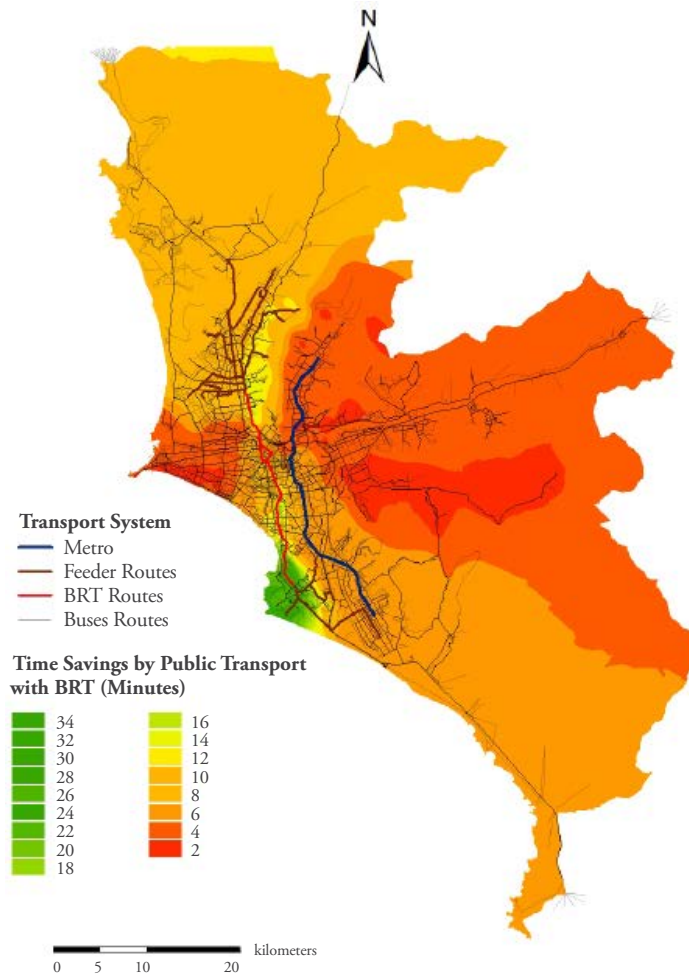 N
Transport System
Metro
Feeder Routes
BRT Routes
Buses Routes
Time Savings by Public Transport
with BRT (Minutes)
34
32
30
28
26
24
22
20
18
16
14
12
10
8
6
4
2
kilometers
0 5 10 20